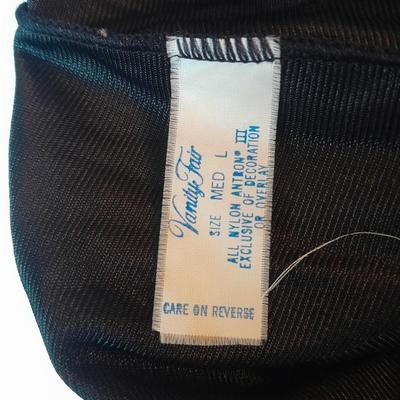 Vanity Fair
SIZE MED L
ALL NYLON ANTRON® III
EXCLUSIVE OF DECORATION
OR OVERLAY
CARE ON REVERSE